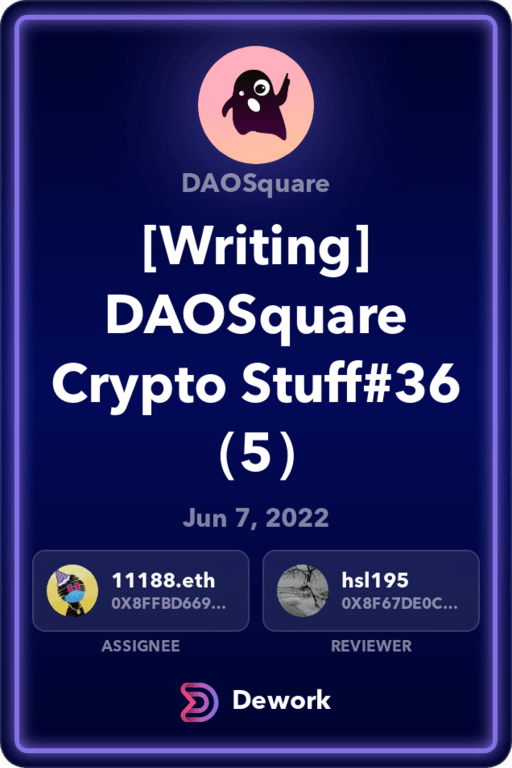 DAOSquare
[Writing]
DAOSquare
Crypto Stuff#36
(5)
Jun 7, 2022
11188.eth
0X8FFBD669...
ASSIGNEE
hsl195
0X8F67DE0C...
REVIEWER
Dework